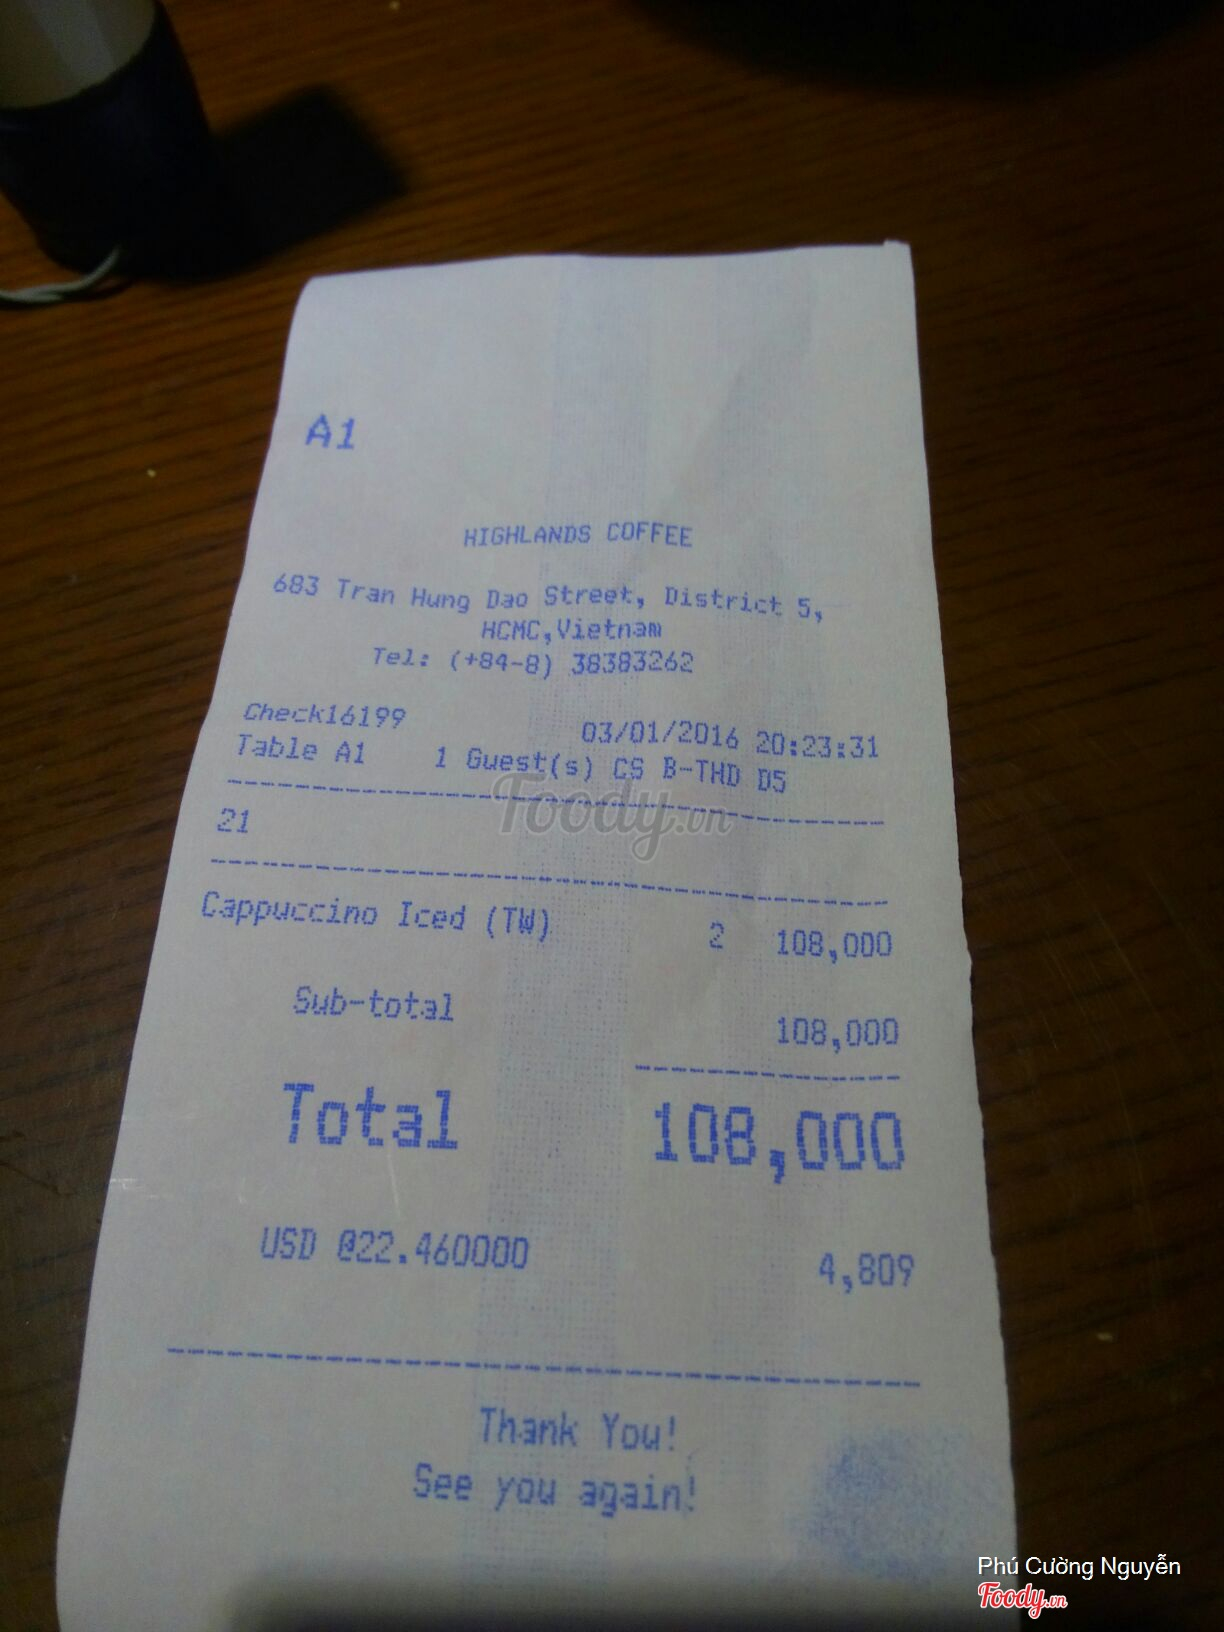 A1
HIGHLANDS COFFEE
683 Tran Hung Dao Street, District 5,
HCMC,Vietnam
Tel: (+84-8) 38383262
Check16199 03/01/2016 20:23:31
Table A1 1 Guest(s) CS B-THD D5
21
Cappuccino Iced (TW) 2 108,000
Sub-total 108,000
Total 108,000
USD @22.460000 4,809
Thank You!
See you again!
Foody.vn
Phú Cường Nguyễn
Foody.vn